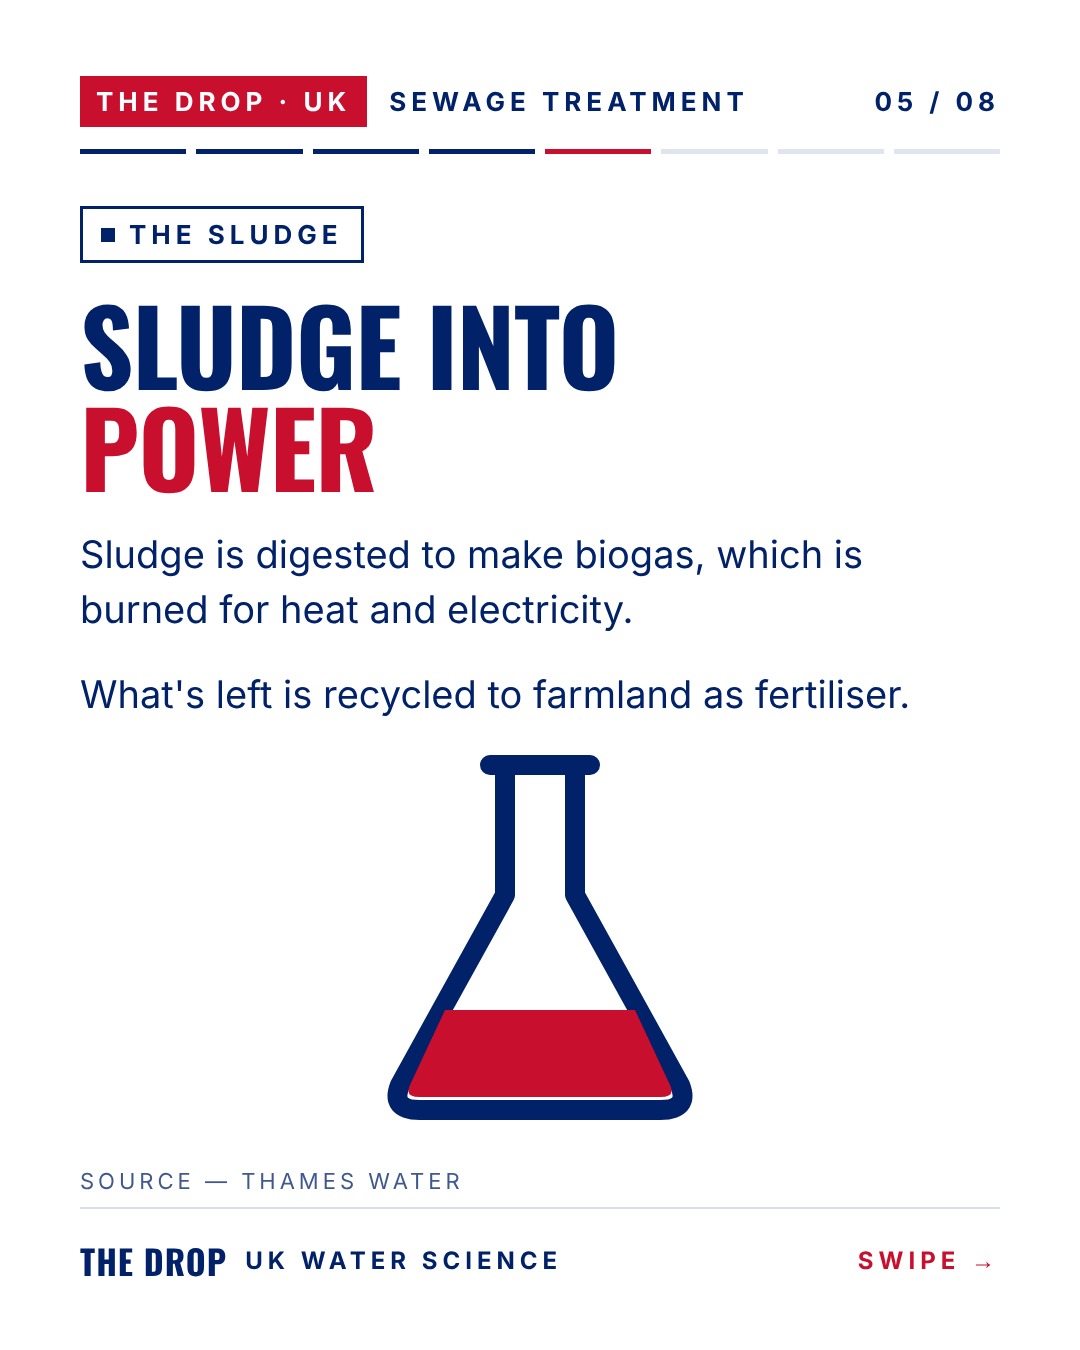 THE DROP · UK SEWAGE TREATMENT 05 / 08
THE SLUDGE
SLUDGE INTO
POWER
Sludge is digested to make biogas, which is
burned for heat and electricity.
What's left is recycled to farmland as fertiliser.
SOURCE — THAMES WATER
THE DROP UK WATER SCIENCE SWIPE →